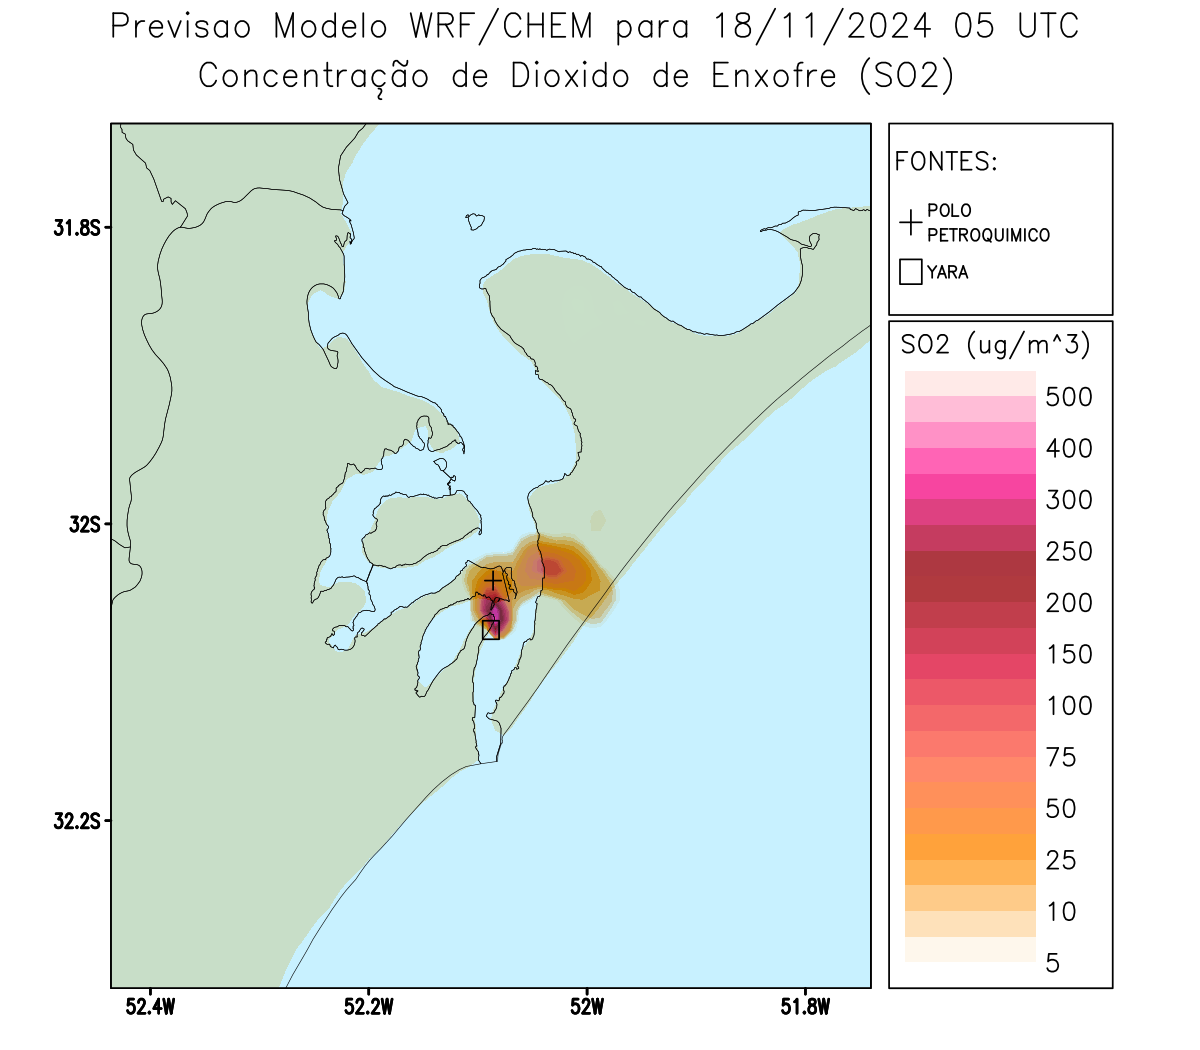 Previsao Modelo WRF/CHEM para 18/11/2024 05 UTC
Concentração de Dioxido de Enxofre (SO2)
FONTES:
POLO
PETROQUIMICO
YARA
31.8S
32S
32.2S
52.4W
52.2W
52W
51.8W
SO2 (ug/m^3)
500
400
300
250
200
150
100
75
50
25
10
5